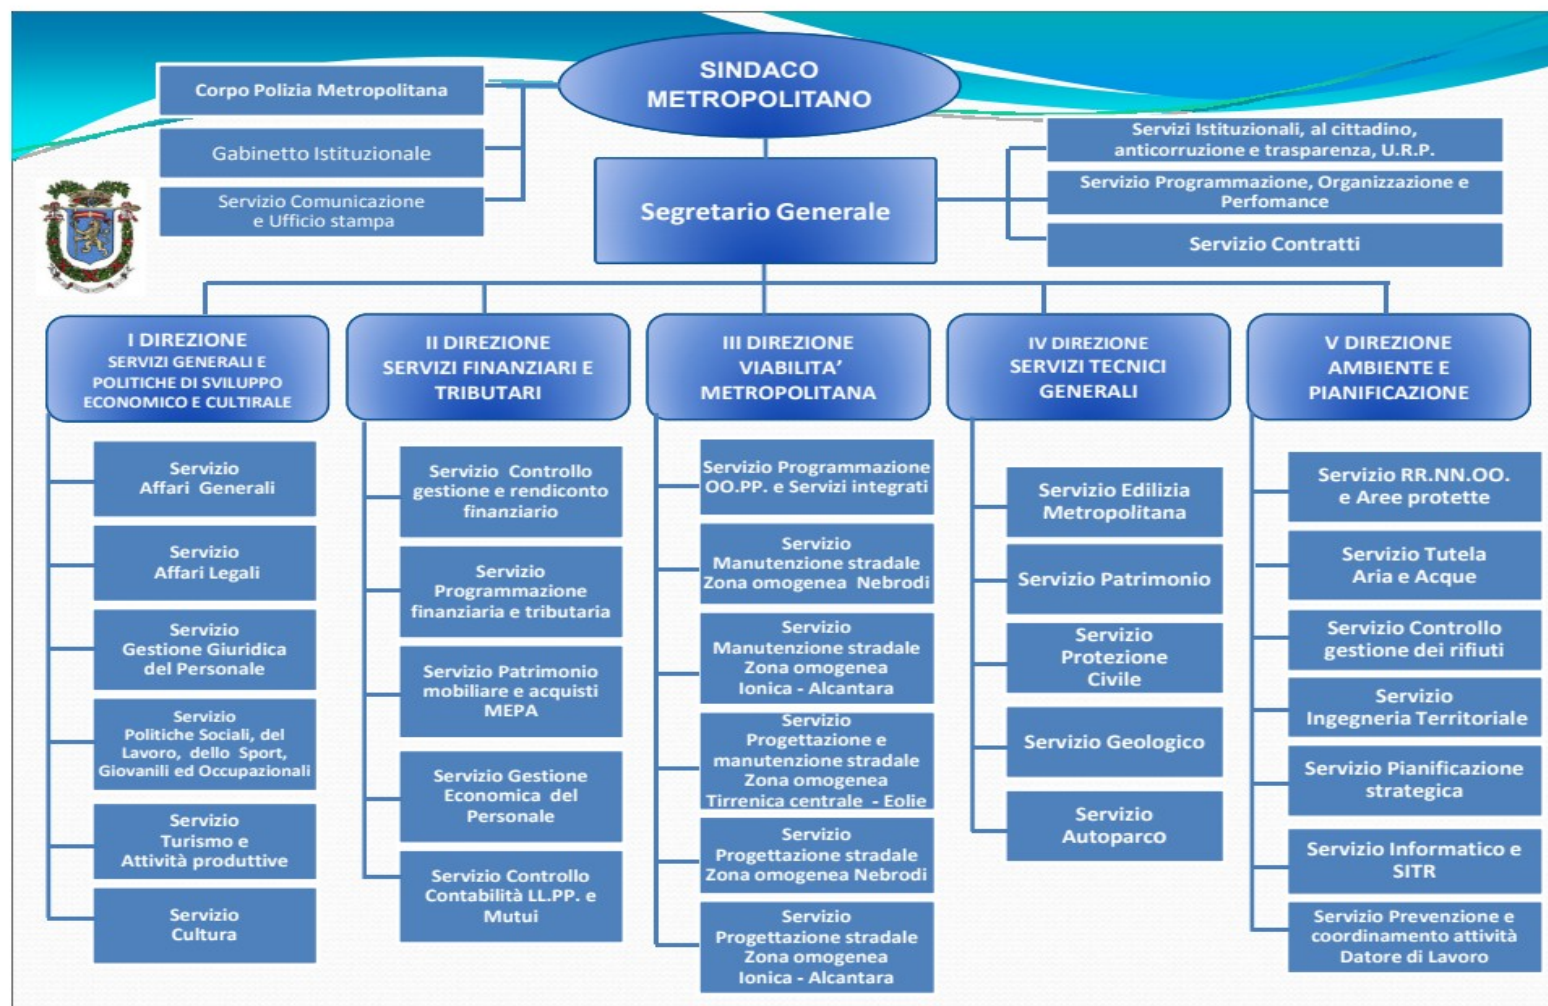 SINDACO
METROPOLITANO
Corpo Polizia Metropolitana
Gabinetto Istituzionale
Servizio Comunicazione
e Ufficio stampa
Segretario Generale
Servizi Istituzionali, al cittadino,
anticorruzione e trasparenza, U.R.P.
Servizio Programmazione, Organizzazione e
Perfomance
Servizio Contratti
I DIREZIONE
SERVIZI GENERALI E
POLITICHE DI SVILUPPO
ECONOMICO E CULTIRALE
Servizio
Affari Generali
Servizio
Affari Legali
Servizio
Gestione Giuridica
del Personale
Servizio
Politiche Sociali, del
Lavoro, dello Sport,
Giovanili ed Occupazionali
Servizio
Turismo e
Attività produttive
Servizio
Cultura
II DIREZIONE
SERVIZI FINANZIARI E
TRIBUTARI
Servizio Controllo
gestione e rendiconto
finanziario
Servizio
Programmazione
finanziaria e tributaria
Servizio Patrimonio
mobiliare e acquisti
MEPA
Servizio Gestione
Economica del
Personale
Servizio Controllo
Contabilità LL.PP. e
Mutui
III DIREZIONE
VIABILITA’
METROPOLITANA
Servizio Programmazione
OO.PP. e Servizi integrati
Servizio
Manutenzione stradale
Zona omogenea Nebrodi
Servizio
Manutenzione stradale
Zona omogenea
Ionica - Alcantara
Servizio
Progettazione e
manutenzione stradale
Zona omogenea
Tirrenica centrale - Eolie
Servizio
Progettazione stradale
Zona omogenea Nebrodi
Servizio
Progettazione stradale
Zona omogenea
Ionica - Alcantara
IV DIREZIONE
SERVIZI TECNICI
GENERALI
Servizio Edilizia
Metropolitana
Servizio Patrimonio
Servizio
Protezione
Civile
Servizio Geologico
Servizio
Autoparco
V DIREZIONE
AMBIENTE E
PIANIFICAZIONE
Servizio RR.NN.OO.
e Aree protette
Servizio Tutela
Aria e Acque
Servizio Controllo
gestione dei rifiuti
Servizio
Ingegneria Territoriale
Servizio Pianificazione
strategica
Servizio Informatico e
SITR
Servizio Prevenzione e
coordinamento attività
Datore di Lavoro